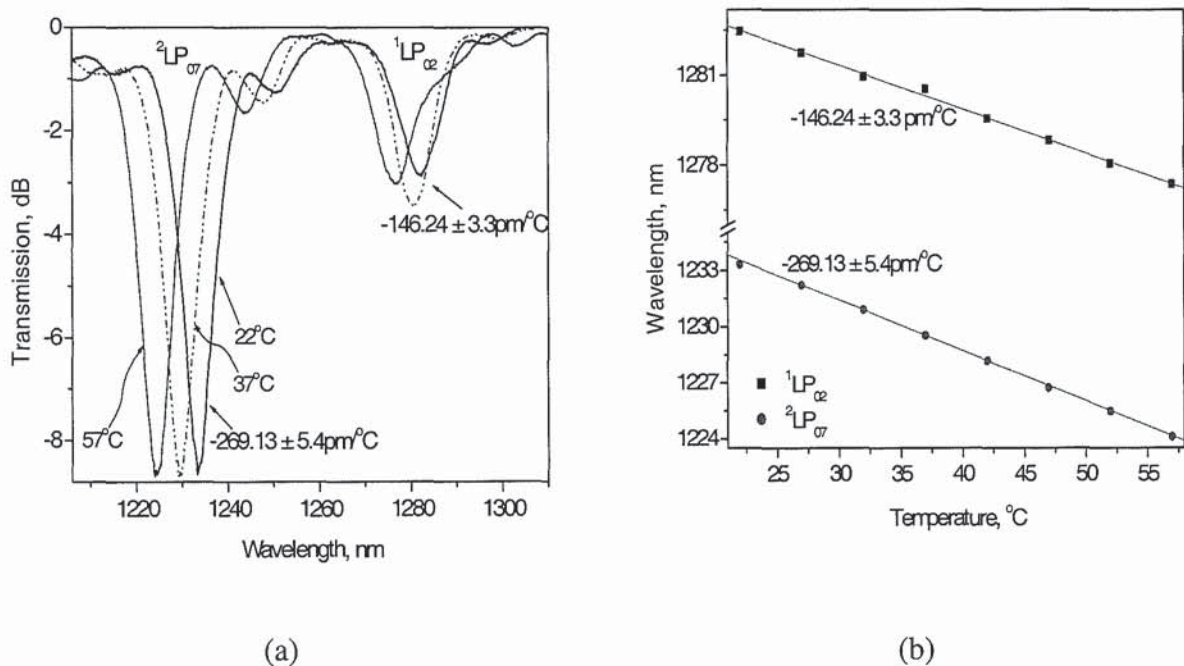 0
-2
-4
-6
-8
Transmission, dB
²LP₀₇
¹LP₀₂
-146.24 ± 3.3pm/°C
22°C
37°C
57°C
-269.13 ± 5.4pm/°C
1220
1240
1260
1280
1300
Wavelength, nm
(a)
Wavelength, nm
1281
1278
1233
1230
1227
1224
-146.24 ± 3.3 pm/°C
-269.13 ± 5.4pm/°C
¹LP₀₂
²LP₀₇
25
30
35
40
45
50
55
Temperature, °C
(b)